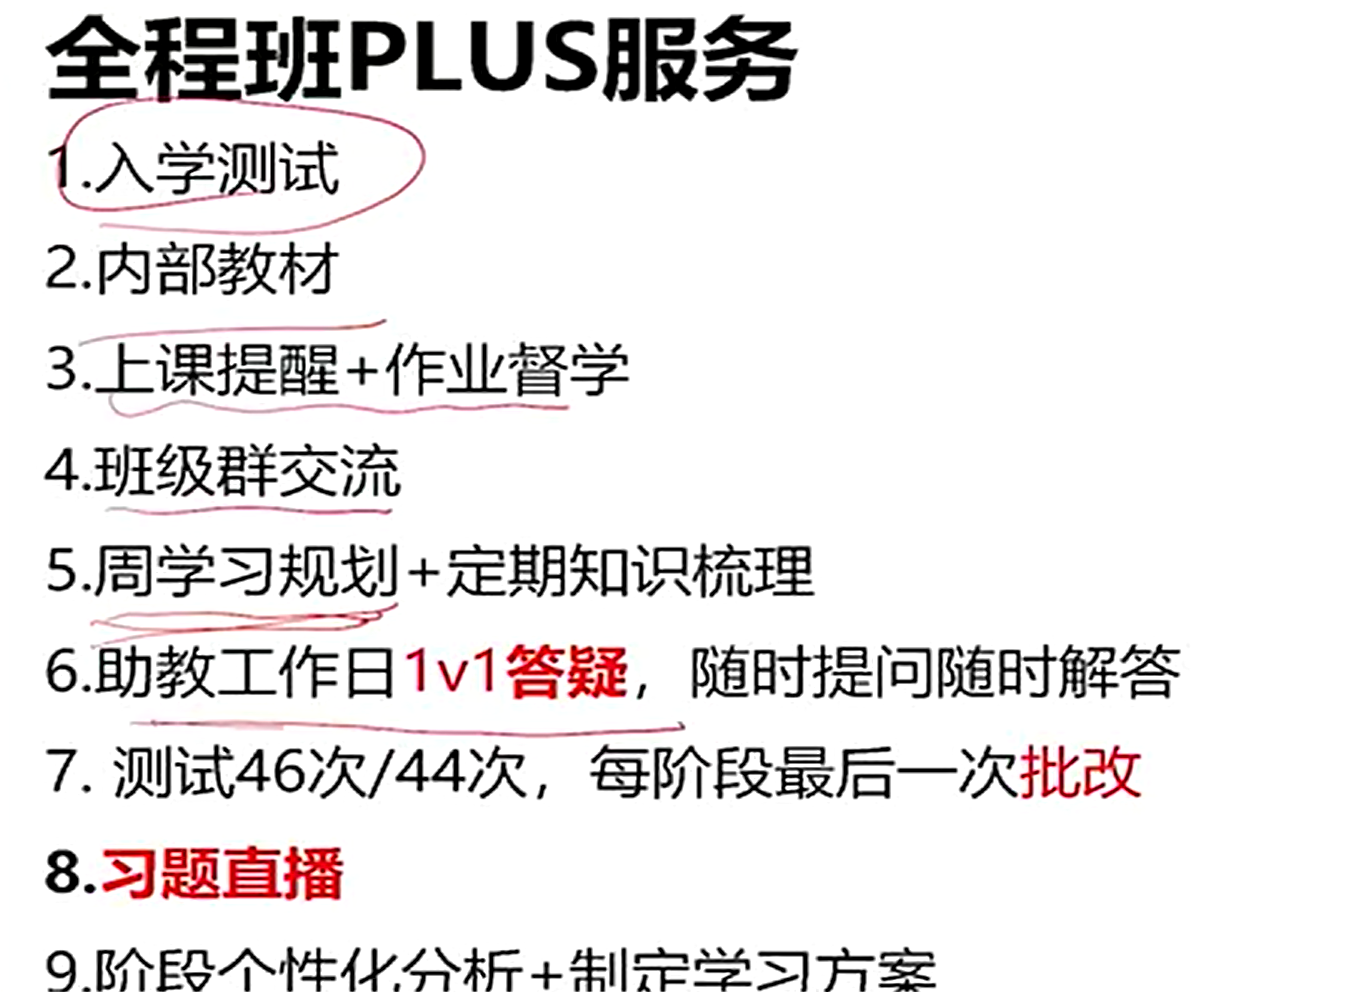 全程班PLUS服务
1.入学测试
2.内部教材
3.上课提醒+作业督学
4.班级群交流
5.周学习规划+定期知识梳理
6.助教工作日1v1答疑，随时提问随时解答
7. 测试46次/44次，每阶段最后一次批改
8.习题直播
9.阶段个性化分析+制定学习方案